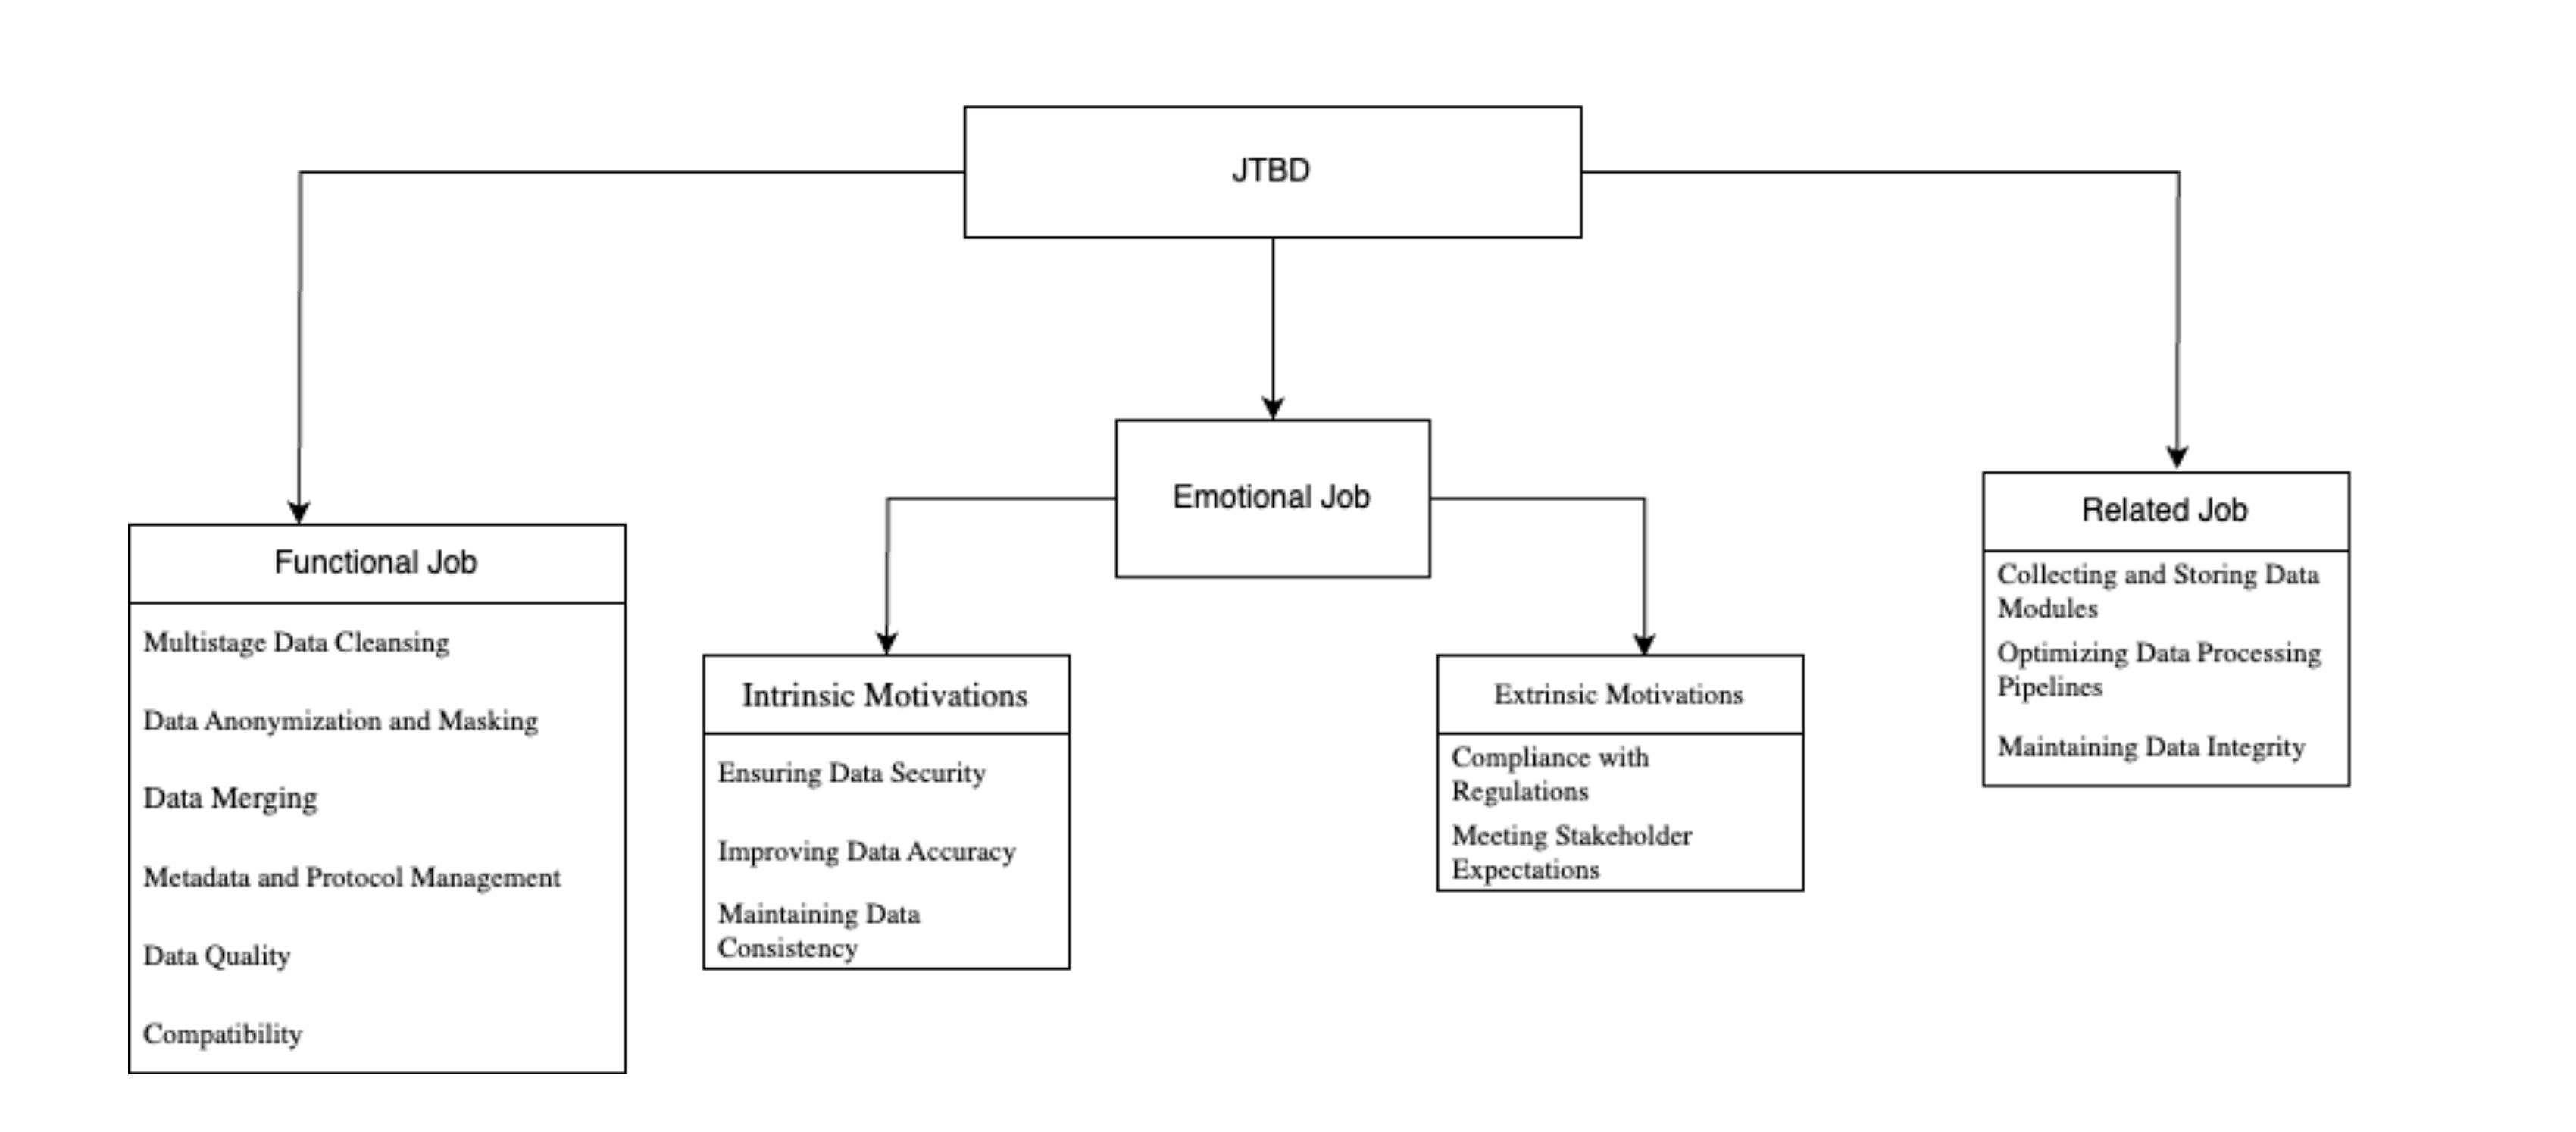 JTBD
Emotional Job
Functional Job
Multistage Data Cleansing
Data Anonymization and Masking
Data Merging
Metadata and Protocol Management
Data Quality
Compatibility
Intrinsic Motivations
Ensuring Data Security
Improving Data Accuracy
Maintaining Data
Consistency
Extrinsic Motivations
Compliance with
Regulations
Meeting Stakeholder
Expectations
Related Job
Collecting and Storing Data
Modules
Optimizing Data Processing
Pipelines
Maintaining Data Integrity